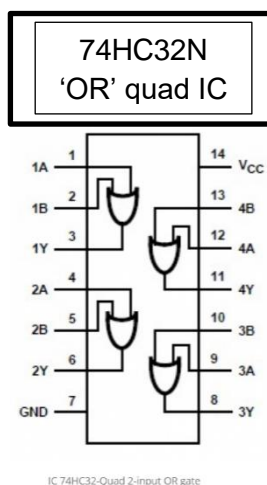 74HC32N
‘OR’ quad IC
1A 1 14 VCC
1B 2 13 4B
1Y 3 12 4A
2A 4 11 4Y
2B 5 10 3B
2Y 6 9 3A
GND 7 8 3Y
IC 74HC32-Quad 2-input OR gate